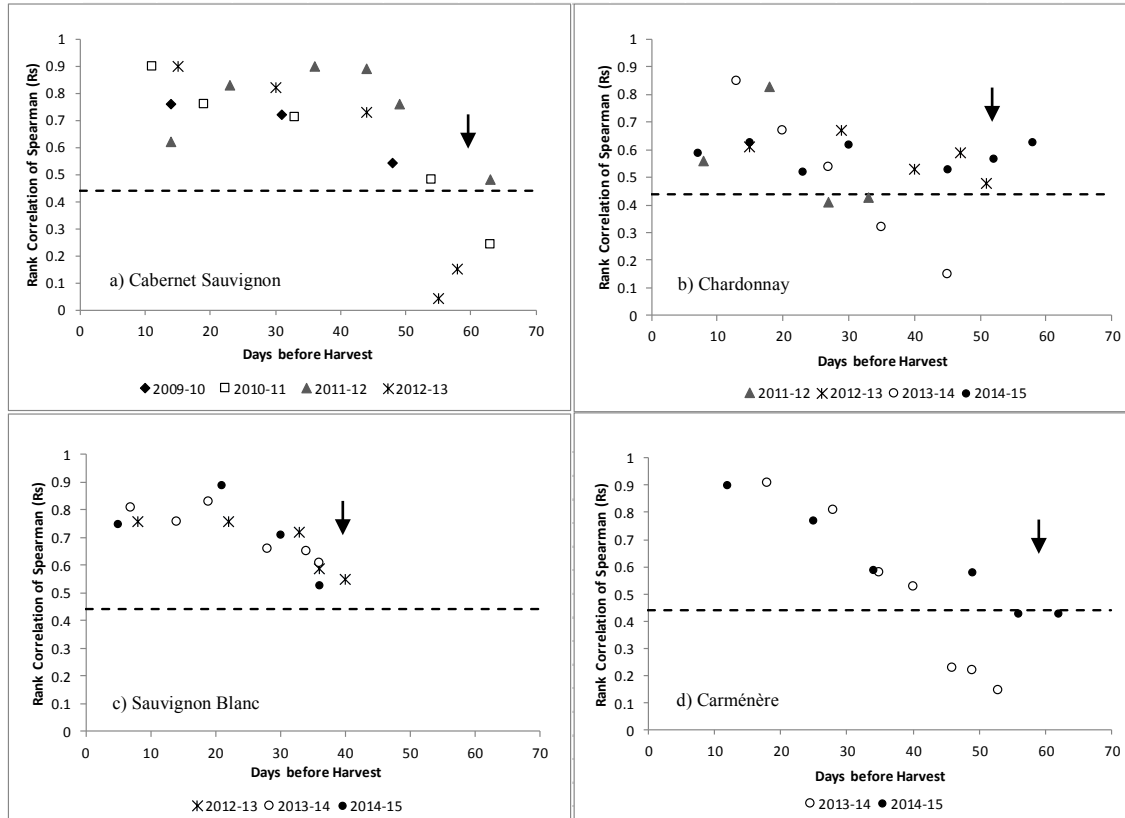 Rank Correlation of Spearman (Rs)
1
0.9
0.8
0.7
0.6
0.5
0.4
0.3
0.2
0.1
0
a) Cabernet Sauvignon
0 10 20 30 40 50 60 70
Days before Harvest
2009-10 2010-11 2011-12 2012-13
Rank Correlation of Spearman (Rs)
1
0.9
0.8
0.7
0.6
0.5
0.4
0.3
0.2
0.1
0
b) Chardonnay
0 10 20 30 40 50 60 70
Days before Harvest
2011-12 2012-13 2013-14 2014-15
Rank Correlation of Spearman (Rs)
1
0.9
0.8
0.7
0.6
0.5
0.4
0.3
0.2
0.1
0
c) Sauvignon Blanc
0 10 20 30 40 50 60 70
Days before Harvest
2012-13 2013-14 2014-15
Rank Correlation of Spearman (Rs)
1
0.9
0.8
0.7
0.6
0.5
0.4
0.3
0.2
0.1
0
d) Carménère
0 10 20 30 40 50 60 70
Days before Harvest
2013-14 2014-15